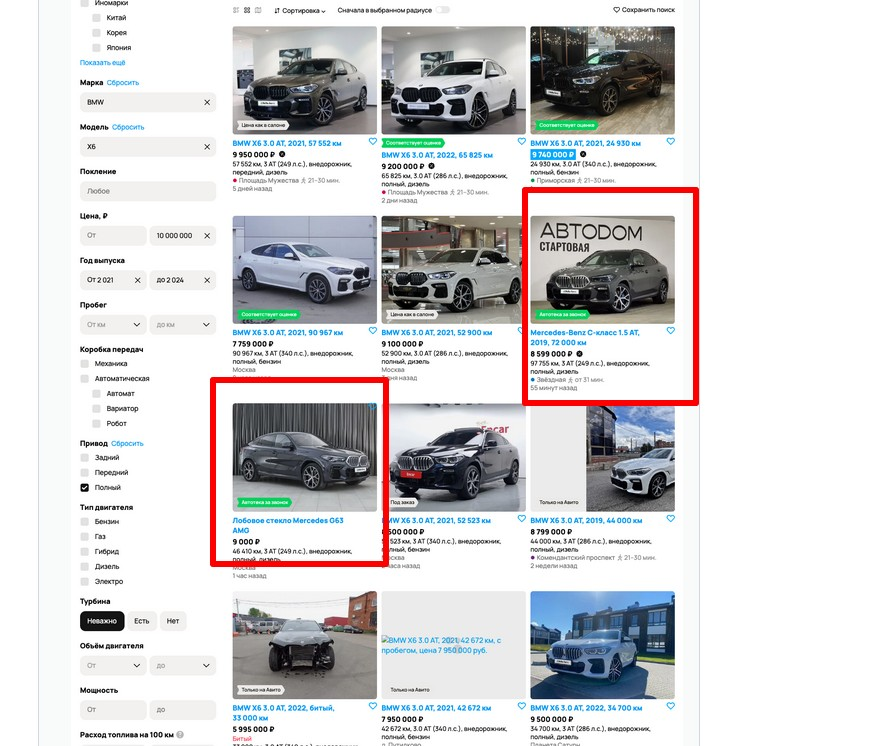 Иномарки
Китай
Корея
Япония
Показать ещё
Марка Сбросить
BMW
Модель Сбросить
X6
Поколение
Любое
Цена, ₽
От
10 000 000
Год выпуска
От 2 021
до 2 024
Пробег
От км
до км
Коробка передач
Механика
Автоматическая
Автомат
Вариатор
Робот
Привод Сбросить
Задний
Передний
Полный
Тип двигателя
Бензин
Газ
Гибрид
Дизель
Электро
Турбина
Неважно
Есть
Нет
Объём двигателя
От
до
Мощность
От
до
Расход топлива на 100 км
Сортировка
Сначала в выбранном радиусе
Сохранить поиск
Цена как в салоне
BMW X6 3.0 AT, 2021, 57 552 км
9 950 000 ₽
57 552 км, 3 AT (249 л.с.), внедорожник,
передний, дизель
Площадь Мужества 21–30 мин.
5 дней назад
Соответствует оценке
BMW X6 3.0 AT, 2022, 65 825 км
9 200 000 ₽
65 825 км, 3 AT (286 л.с.), внедорожник,
полный, дизель
Площадь Мужества 21–30 мин.
2 дня назад
Соответствует оценке
BMW X6 3.0 AT, 2021, 24 930 км
9 740 000 ₽
24 930 км, 3 AT (340 л.с.), внедорожник,
полный, бензин
Приморская 21–30 мин.
Соответствует оценке
BMW X6 3.0 AT, 2021, 90 967 км
7 759 000 ₽
90 967 км, 3 AT (340 л.с.), внедорожник,
полный, бензин
Москва
Цена как в салоне
BMW X6 3.0 AT, 2021, 52 900 км
9 100 000 ₽
52 900 км, 3 AT (286 л.с.), внедорожник,
полный, дизель
Москва
дня назад
АВТОDОМ
СТАРТОВАЯ
Автотека за звонок
Mercedes-Benz C-класс 1.5 AT,
2019, 72 000 км
8 599 000 ₽
97 755 км, 3 AT (249 л.с.), внедорожник,
полный, дизель
Звёздная от 31 мин.
55 минут назад
Автотека за звонок
Лобовое стекло Mercedes G63
AMG
9 000 ₽
46 410 км, 3 AT (249 л.с.), внедорожник,
полный, дизель
Москва
1 час назад
Под заказ
BMW X6 3.0 AT, 2021, 52 523 км
500 000 ₽
523 км, 3 AT (340 л.с.), внедорожник,
полный, бензин
часа назад
Только на Авито
BMW X6 3.0 AT, 2019, 44 000 км
8 799 000 ₽
44 000 км, 3 AT (286 л.с.), внедорожник,
полный, дизель
Комендантский проспект 21–30 мин.
2 недели назад
Только на Авито
BMW X6 3.0 AT, 2022, битый,
33 000 км
5 995 000 ₽
Битый
BMW X6 3.0 AT, 2021, 42 672 км, с
пробегом, цена 7 950 000 руб.
Только на Авито
BMW X6 3.0 AT, 2021, 42 672 км
7 950 000 ₽
42 672 км, 3 AT (340 л.с.), внедорожник,
полный, бензин
BMW X6 3.0 AT, 2022, 34 700 км
9 500 000 ₽
34 700 км, 3 AT (286 л.с.), внедорожник,
полный, дизель